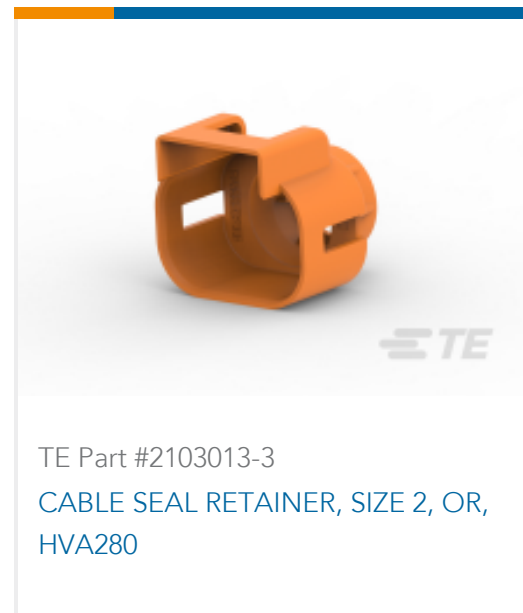 TE
TE Part #2103013-3
CABLE SEAL RETAINER, SIZE 2, OR,
HVA280